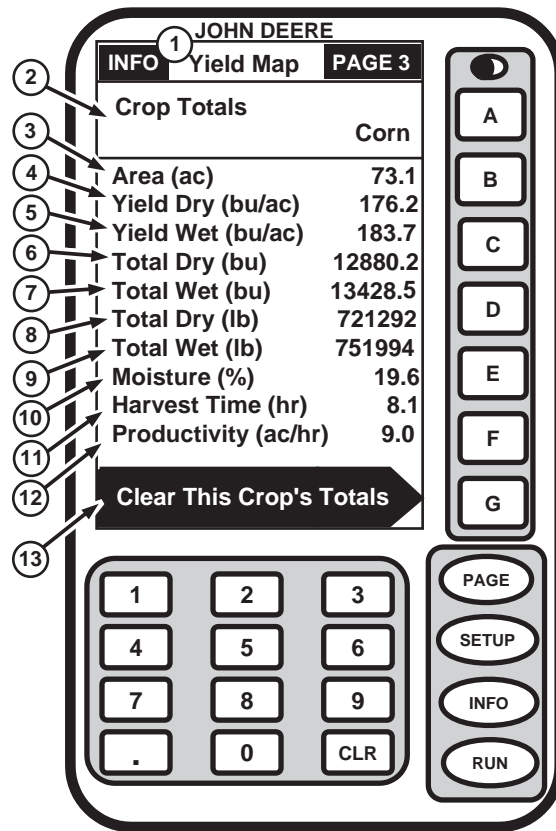 JOHN DEERE
1
INFO Yield Map PAGE 3
2
Crop Totals
Corn
3 Area (ac) 73.1
4 Yield Dry (bu/ac) 176.2
5 Yield Wet (bu/ac) 183.7
6 Total Dry (bu) 12880.2
7 Total Wet (bu) 13428.5
8 Total Dry (lb) 721292
9 Total Wet (lb) 751994
10 Moisture (%) 19.6
11 Harvest Time (hr) 8.1
12 Productivity (ac/hr) 9.0
13 Clear This Crop's Totals
A
B
C
D
E
F
G
1 2 3
4 5 6
7 8 9
. 0 CLR
PAGE
SETUP
INFO
RUN